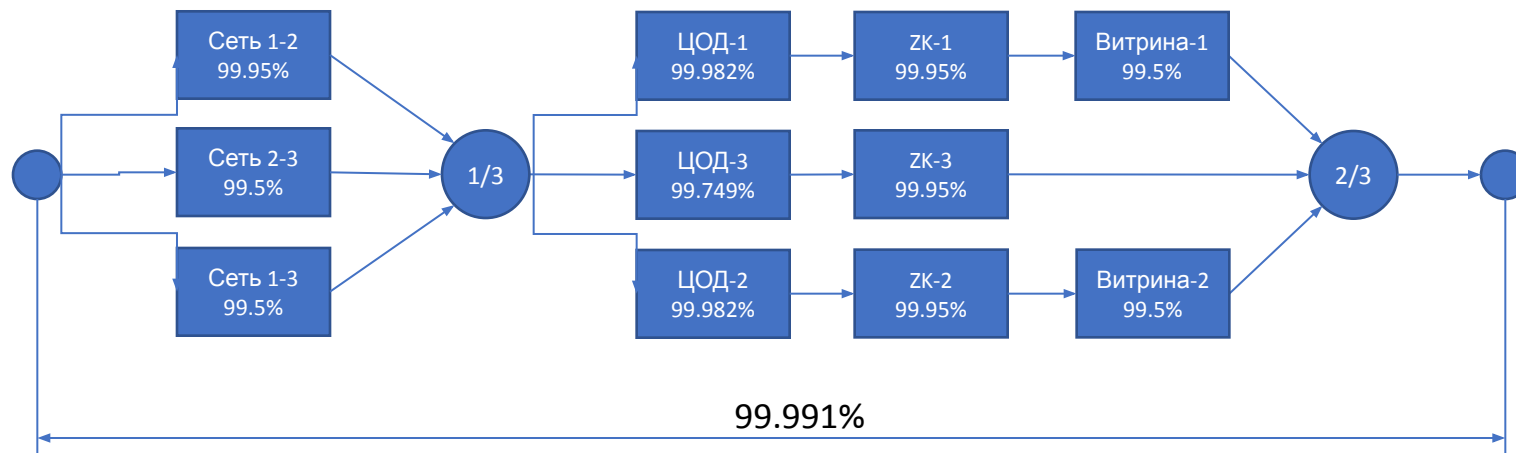 Сеть 1-2
99.95%
Сеть 2-3
99.5%
Сеть 1-3
99.5%
1/3
ЦОД-1
99.982%
ZK-1
99.95%
Витрина-1
99.5%
ЦОД-3
99.749%
ZK-3
99.95%
ЦОД-2
99.982%
ZK-2
99.95%
Витрина-2
99.5%
2/3
99.991%